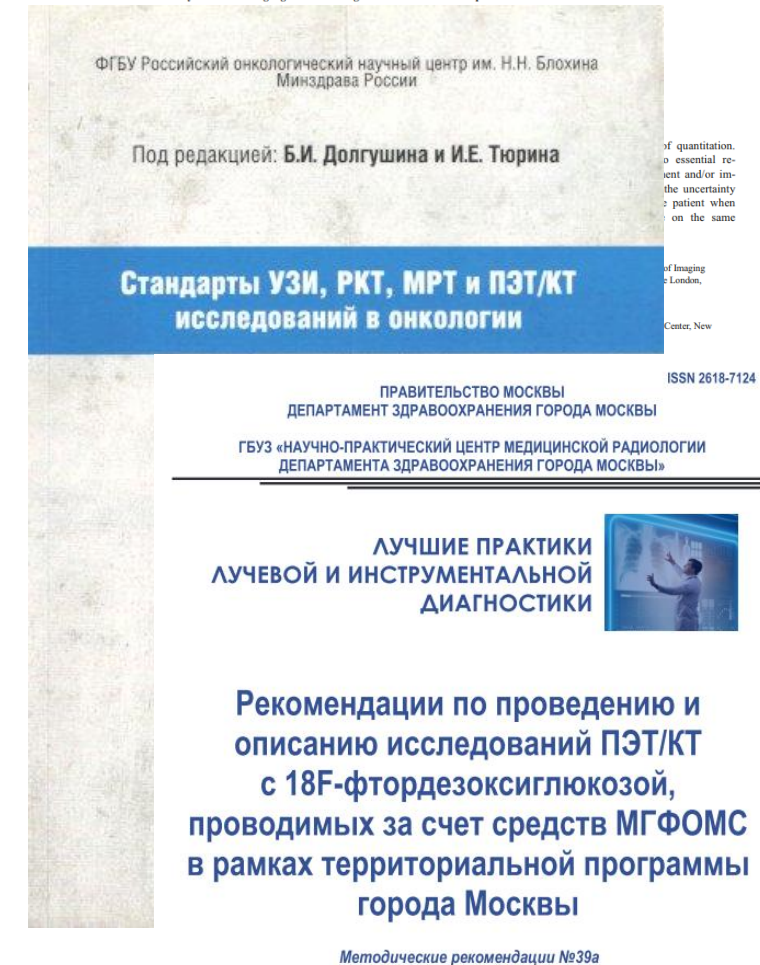 ФГБУ Российский онкологический научный центр им. Н.Н. Блохина
Минздрава России
Под редакцией: Б.И. Долгушина и И.Е. Тюрина
of quantitation.
essential re-
and/or im-
the uncertainty
patient when
on the same
of Imaging
London,
Center, New
Стандарты УЗИ, РКТ, МРТ и ПЭТ/КТ
исследований в онкологии
ISSN 2618-7124
ПРАВИТЕЛЬСТВО МОСКВЫ
ДЕПАРТАМЕНТ ЗДРАВООХРАНЕНИЯ ГОРОДА МОСКВЫ
ГБУЗ «НАУЧНО-ПРАКТИЧЕСКИЙ ЦЕНТР МЕДИЦИНСКОЙ РАДИОЛОГИИ
ДЕПАРТАМЕНТА ЗДРАВООХРАНЕНИЯ ГОРОДА МОСКВЫ»
ЛУЧШИЕ ПРАКТИКИ
ЛУЧЕВОЙ И ИНСТРУМЕНТАЛЬНОЙ
ДИАГНОСТИКИ
Рекомендации по проведению и
описанию исследований ПЭТ/КТ
с 18F-фтордезоксиглюкозой,
проводимых за счет средств МГФОМС
в рамках территориальной программы
города Москвы
Методические рекомендации №39а